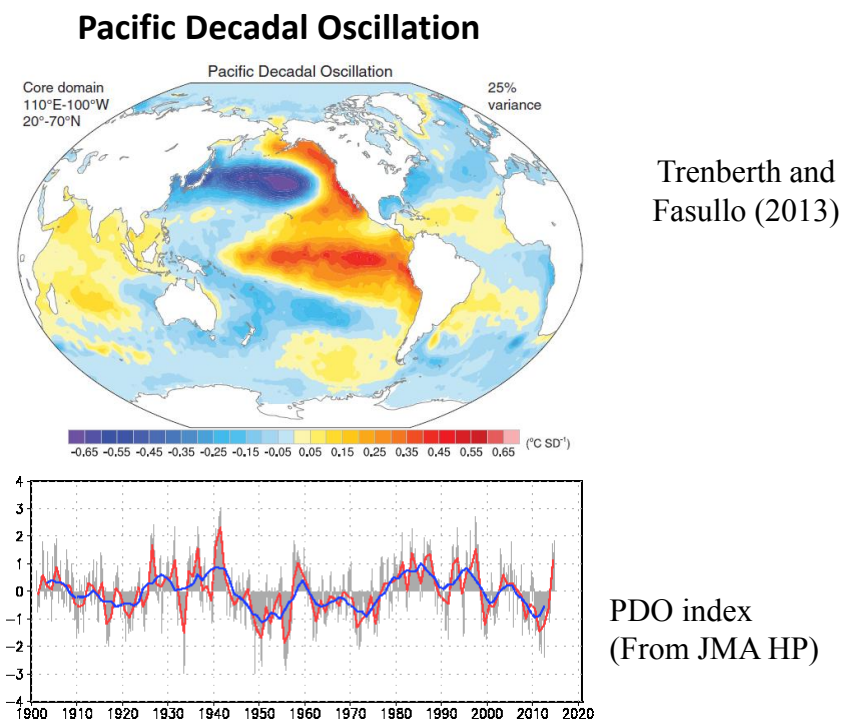 Pacific Decadal Oscillation
Pacific Decadal Oscillation
Core domain
110°E-100°W
20°-70°N
25%
variance
Trenberth and
Fasullo (2013)
-0.65 -0.55 -0.45 -0.35 -0.25 -0.15 -0.05 0.05 0.15 0.25 0.35 0.45 0.55 0.65 (°C SD⁻¹)
4
3
2
1
0
-1
-2
-3
-4
1900 1910 1920 1930 1940 1950 1960 1970 1980 1990 2000 2010 2020
PDO index
(From JMA HP)